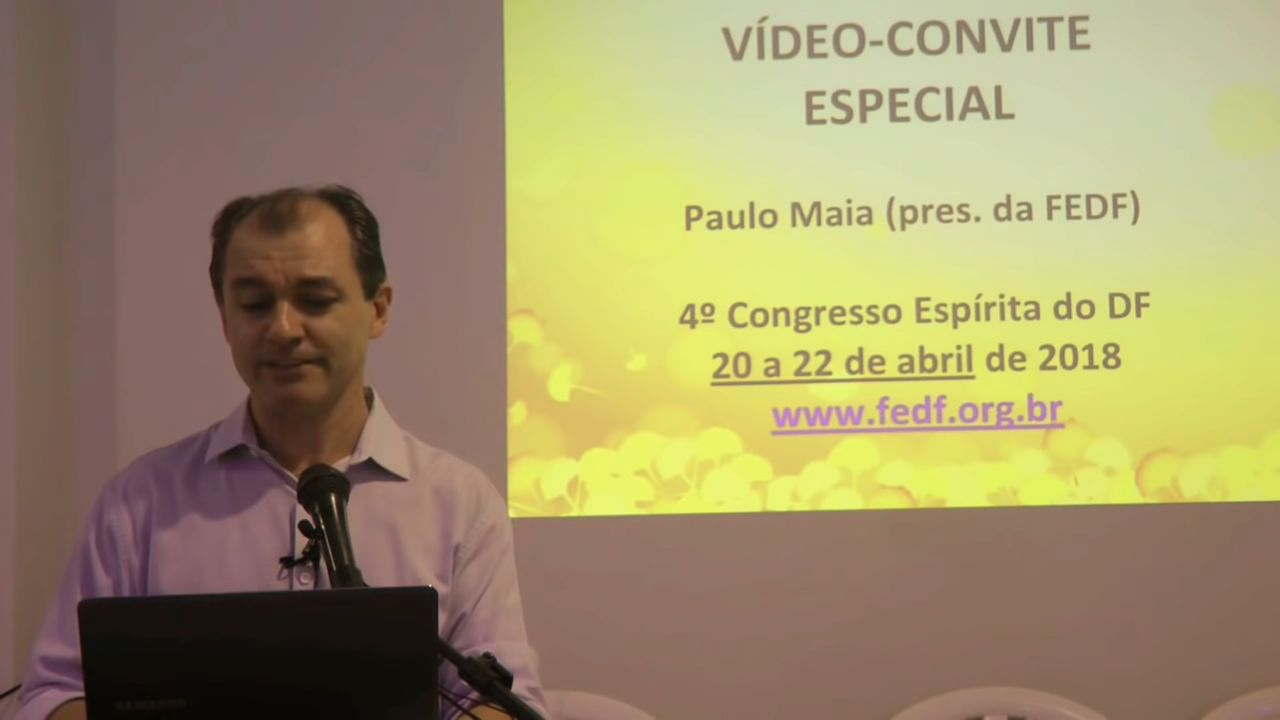 VÍDEO-CONVITE
ESPECIAL
Paulo Maia (pres. da FEDF)
4º Congresso Espírita do DF
20 a 22 de abril de 2018
www.fedf.org.br
SAMSUNG